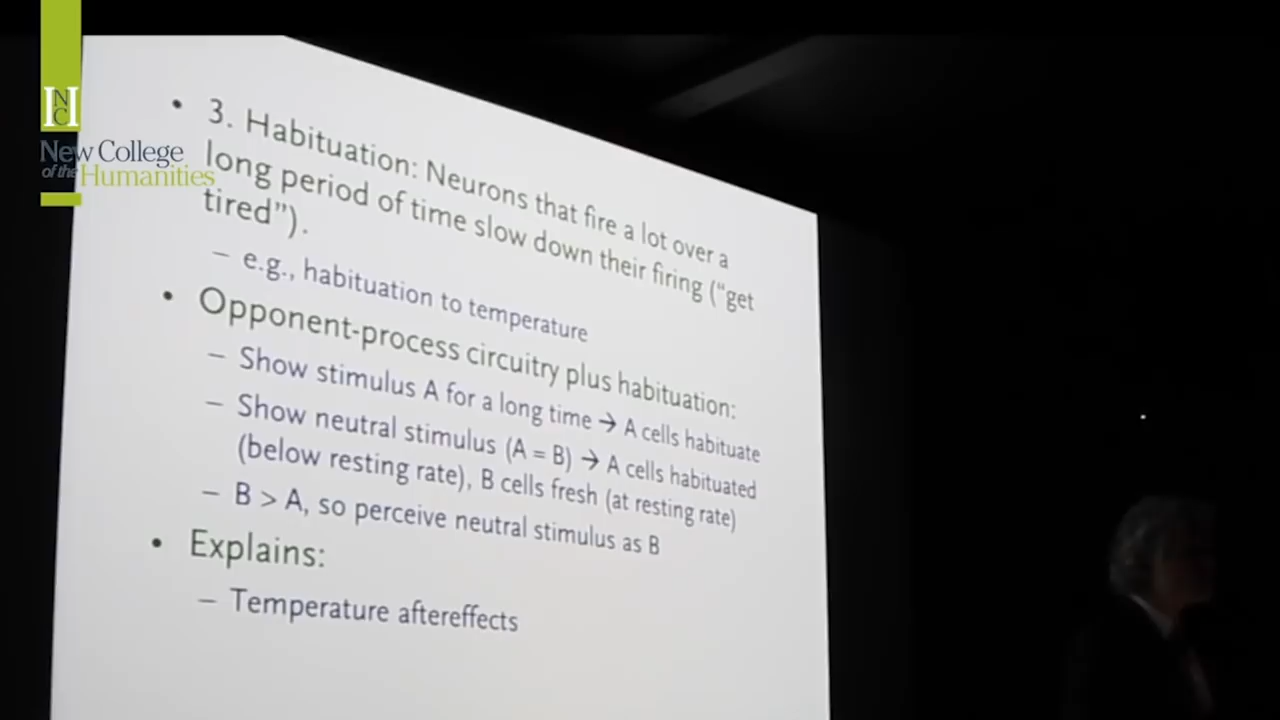 NC
H
New College
of the Humanities
• 3. Habituation: Neurons that fire a lot over a
long period of time slow down their firing (“get
tired”).
– e.g., habituation to temperature
• Opponent-process circuitry plus habituation:
– Show stimulus A for a long time → A cells habituate
– Show neutral stimulus (A = B) → A cells habituated
(below resting rate), B cells fresh (at resting rate)
– B > A, so perceive neutral stimulus as B
• Explains:
– Temperature aftereffects